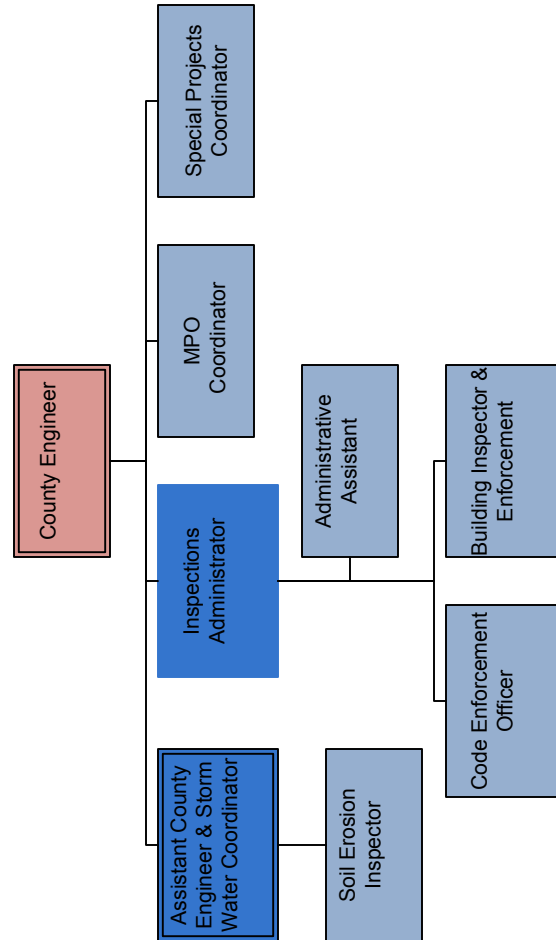 County Engineer
Assistant County
Engineer & Storm
Water Coordinator
Inspections
Administrator
MPO
Coordinator
Special Projects
Coordinator
Soil Erosion
Inspector
Administrative
Assistant
Code Enforcement
Officer
Building Inspector &
Enforcement